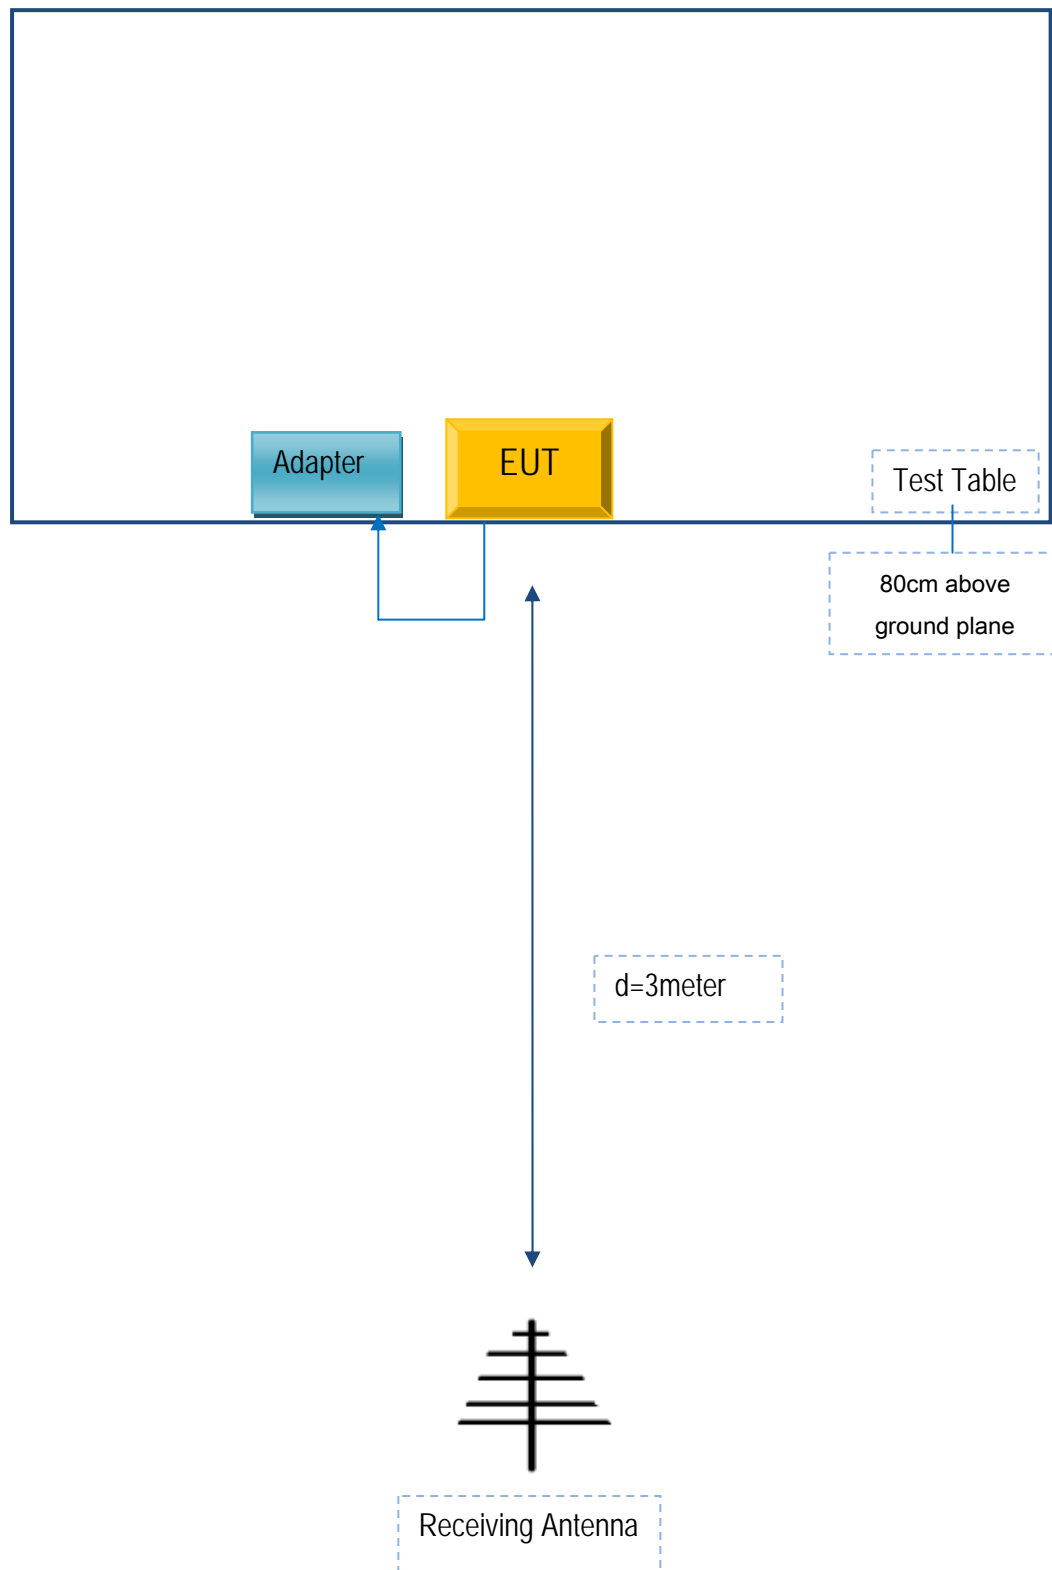 Adapter
EUT
Test Table
80cm above
ground plane
d=3meter
Receiving Antenna